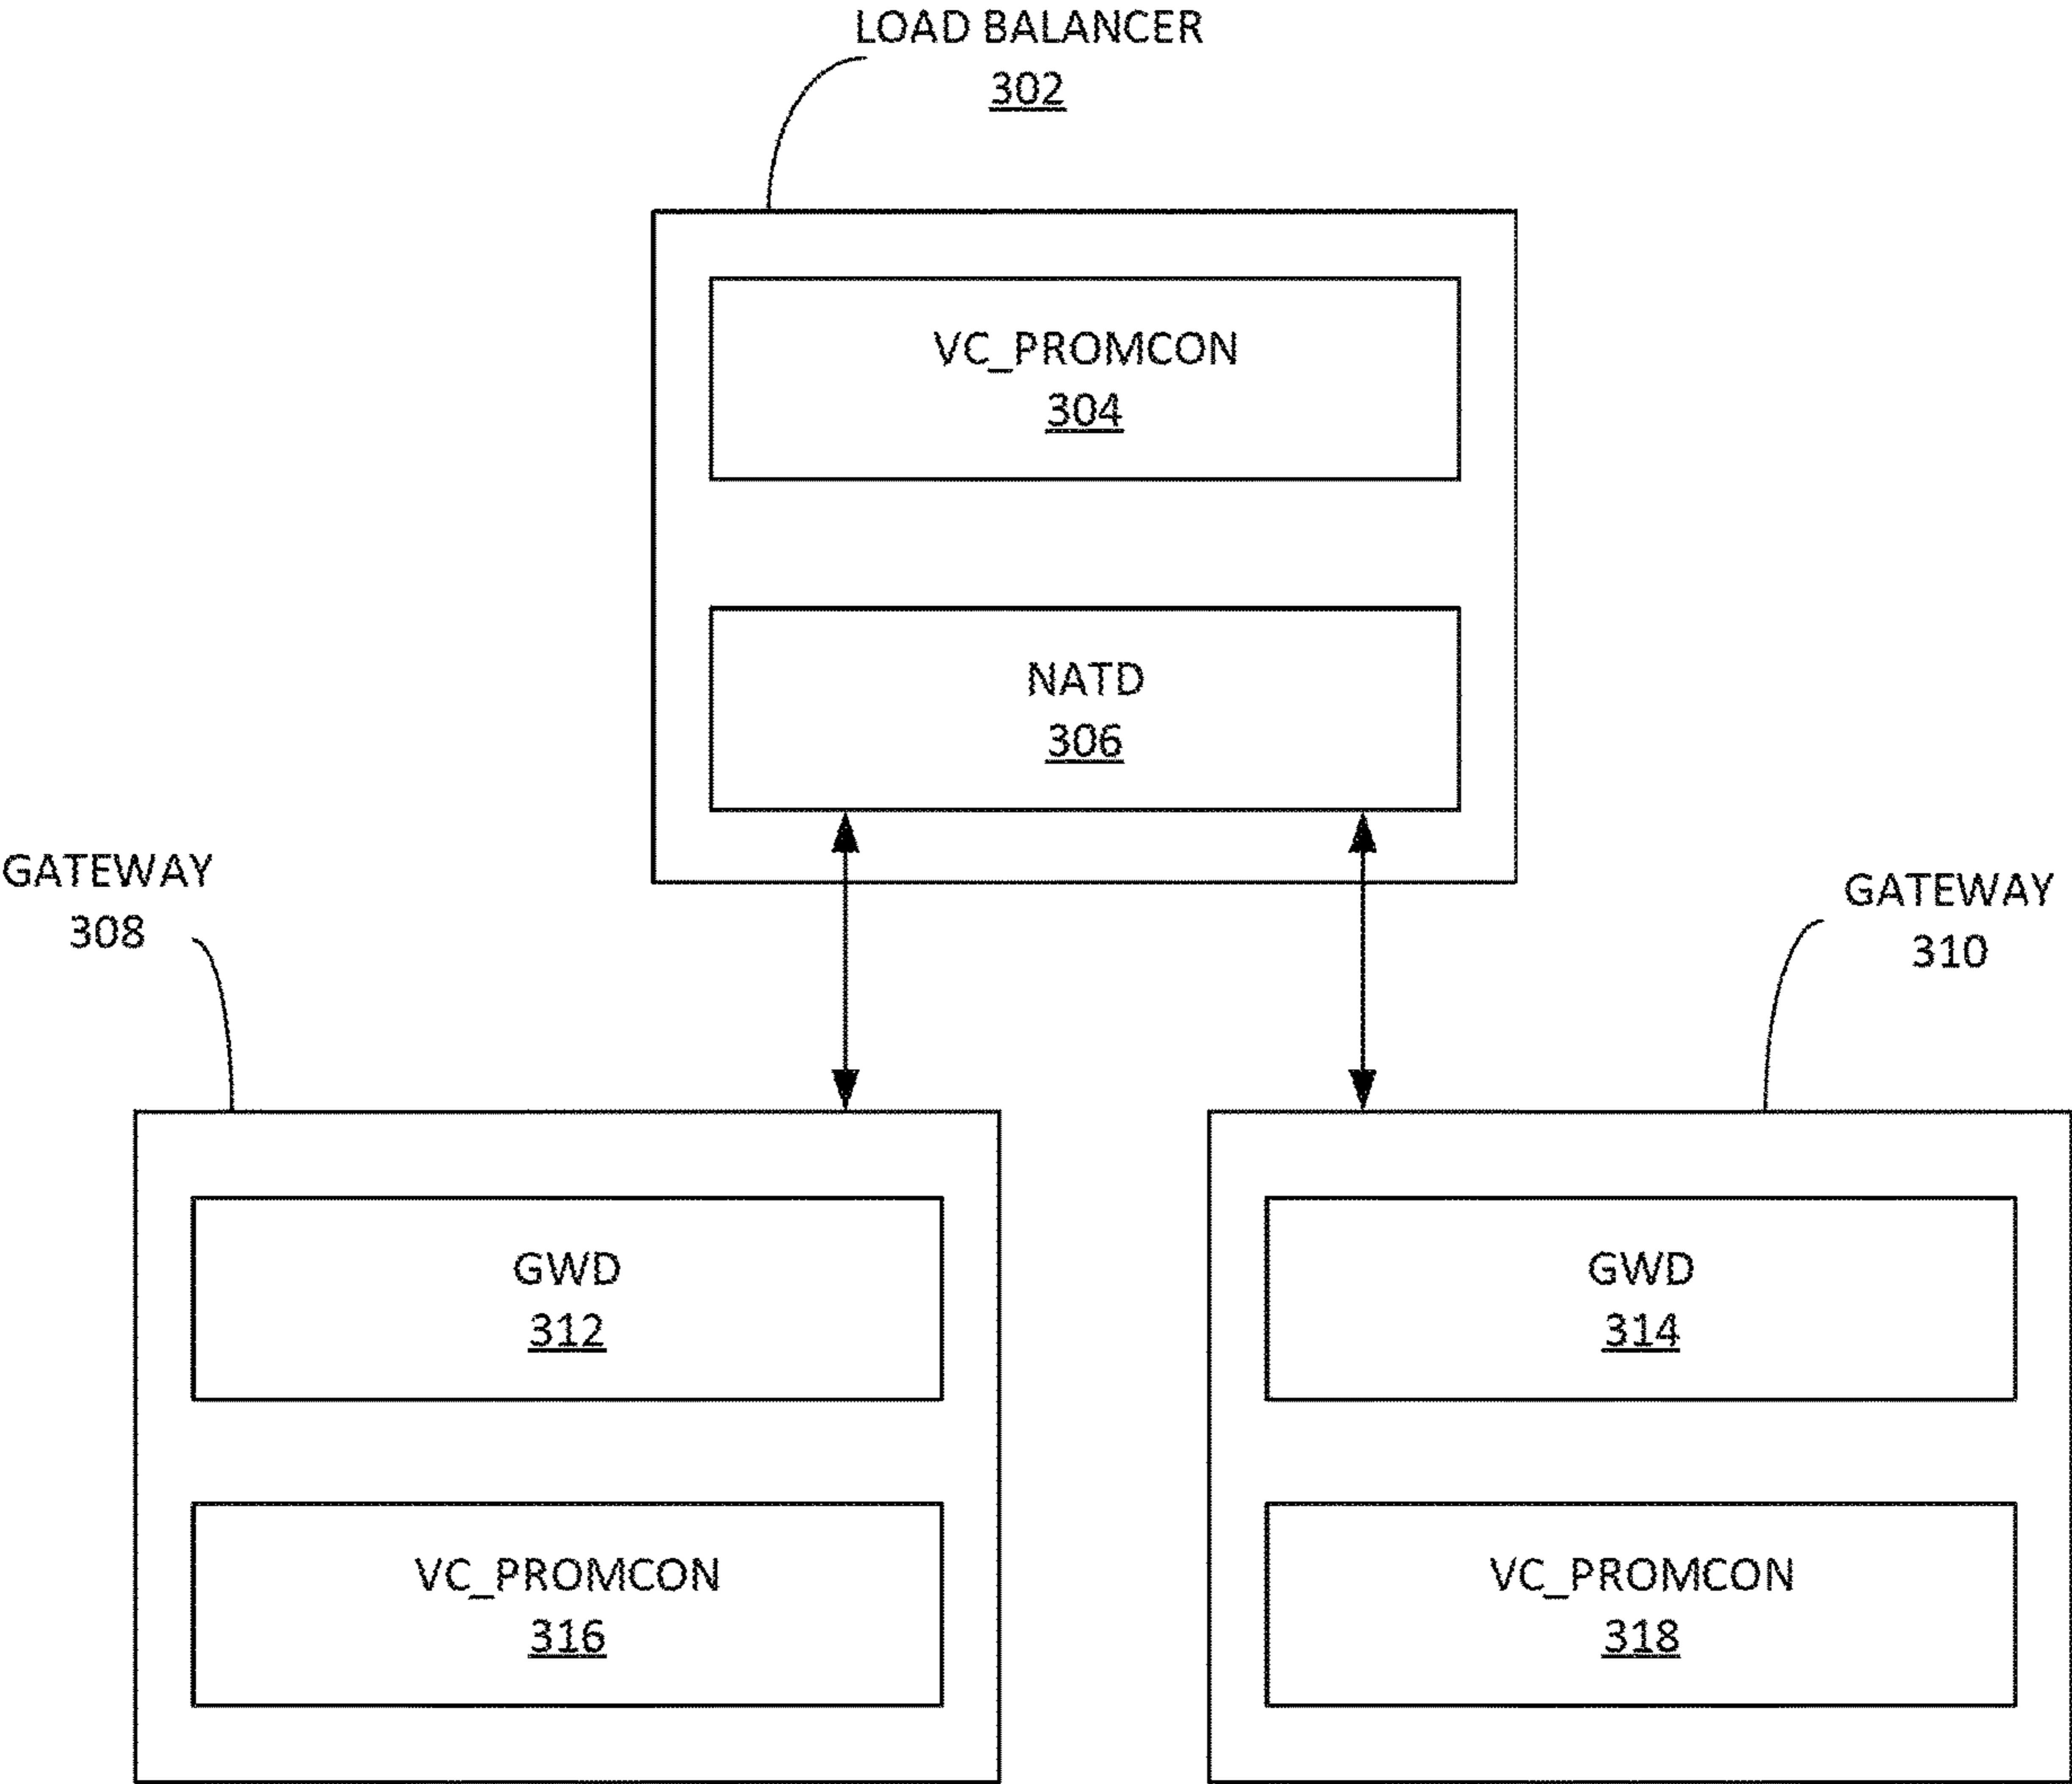 LOAD BALANCER
302
VC_PROMCON
304
NATD
306
GATEWAY
308
GATEWAY
310
GWD
312
GWD
314
VC_PROMCON
316
VC_PROMCON
318